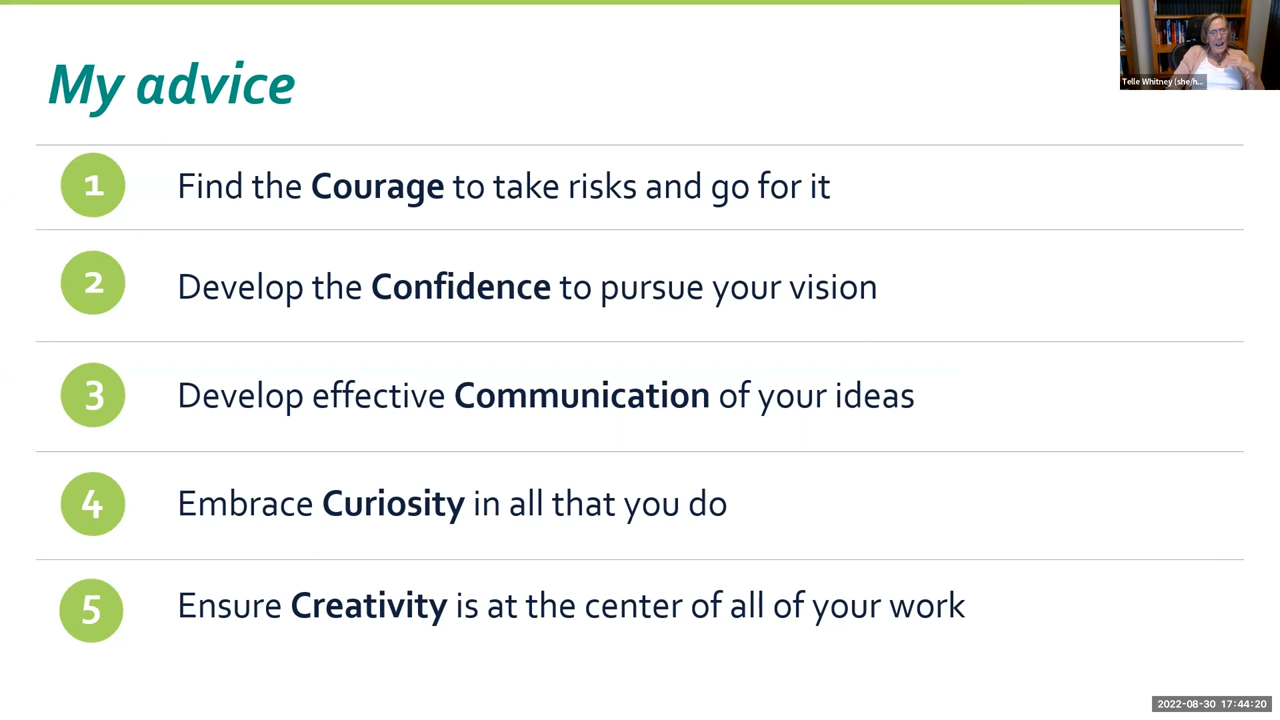 My advice
Telle Whitney (she/h...
1 Find the Courage to take risks and go for it
2 Develop the Confidence to pursue your vision
3 Develop effective Communication of your ideas
4 Embrace Curiosity in all that you do
5 Ensure Creativity is at the center of all of your work
2022-08-30 17:44:20